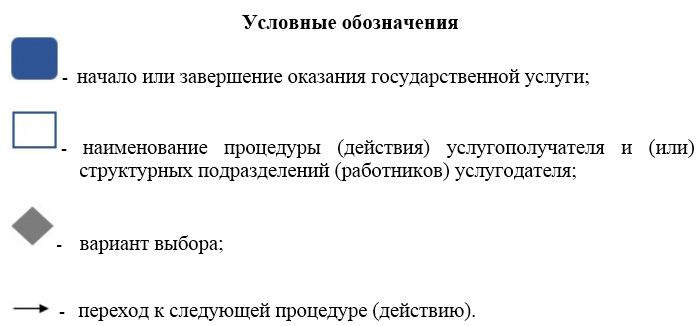 Условные обозначения
- начало или завершение оказания государственной услуги;
- наименование процедуры (действия) услугополучателя и (или)
структурных подразделений (работников) услугодателя;
- вариант выбора;
- переход к следующей процедуре (действию).